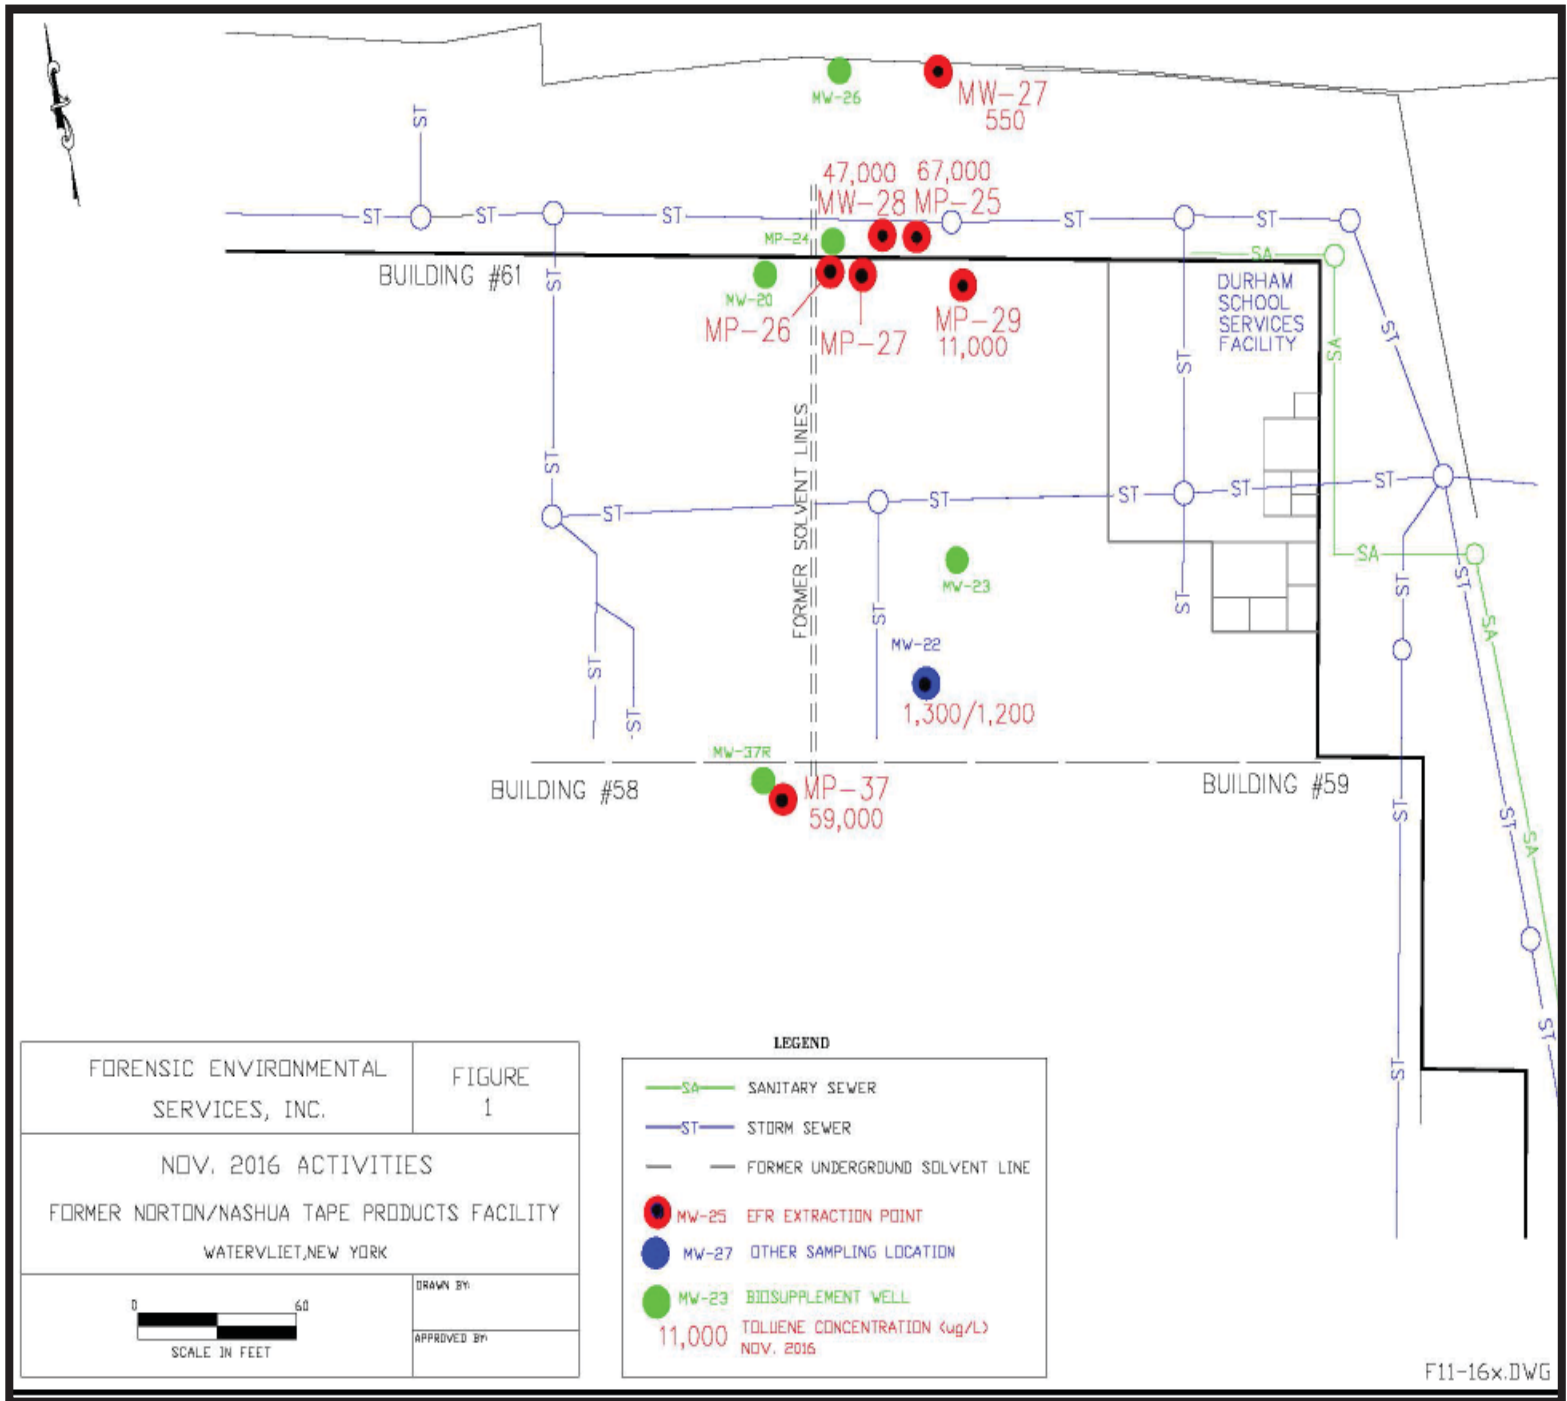 MW-26
MW-27
550
ST
47,000 67,000
MW-28 MP-25
ST ST ST ST ST
MP-24
SA
BUILDING #61
ST
MW-20
MP-26
MP-27
MP-29
11,000
DURHAM
SCHOOL
SERVICES
FACILITY
ST
SA
ST
FORMER SOLVENT LINES
ST
ST ST ST ST ST
SA
MW-23
ST
ST
ST
ST
SA
MW-22
1,300/1,200
ST
ST
MW-37R
BUILDING #58
MP-37
59,000
BUILDING #59
ST
ST
SA
ST
ST
FORENSIC ENVIRONMENTAL
SERVICES, INC.
FIGURE
1
NOV. 2016 ACTIVITIES
FORMER NORTON/NASHUA TAPE PRODUCTS FACILITY
WATERVLIET,NEW YORK
0 60
SCALE IN FEET
DRAWN BY:
APPROVED BY:
LEGEND
SA SANITARY SEWER
ST STORM SEWER
FORMER UNDERGROUND SOLVENT LINE
MW-25 EFR EXTRACTION POINT
MW-27 OTHER SAMPLING LOCATION
MW-23 BIOSUPPLEMENT WELL
11,000 TOLUENE CONCENTRATION (ug/L)
NOV. 2016
F11-16x.DWG